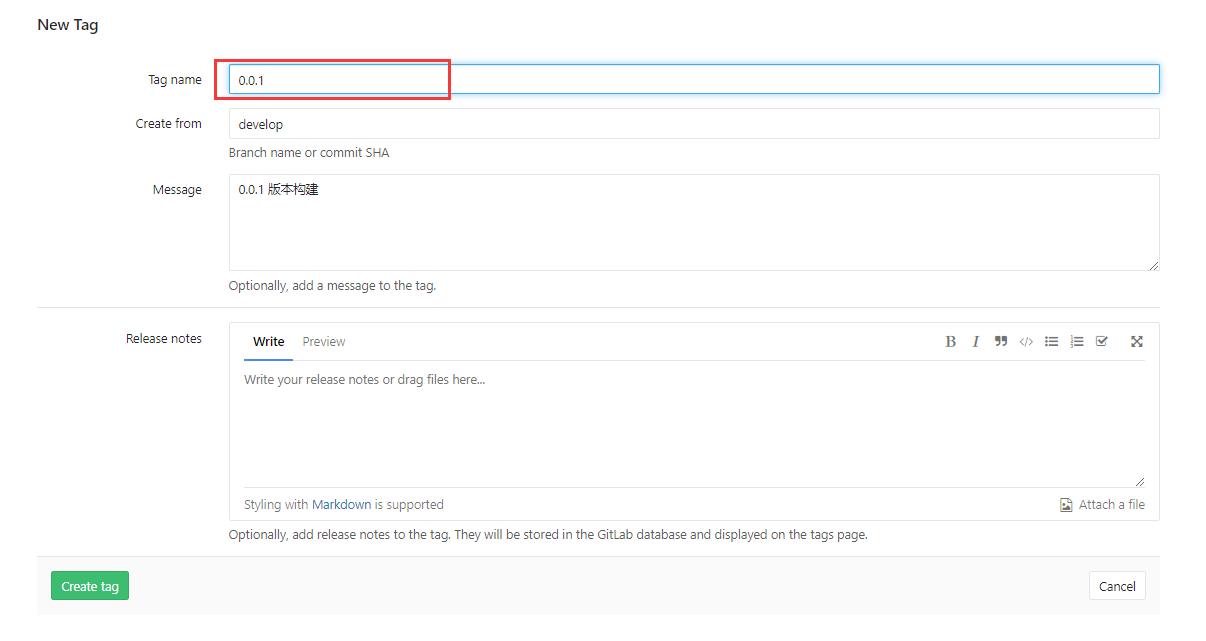 New Tag
Tag name
0.0.1
Create from
develop
Branch name or commit SHA
Message
0.0.1 版本构建
Optionally, add a message to the tag.
Release notes
Write Preview
Write your release notes or drag files here...
Styling with Markdown is supported
Attach a file
Optionally, add release notes to the tag. They will be stored in the GitLab database and displayed on the tags page.
Create tag
Cancel